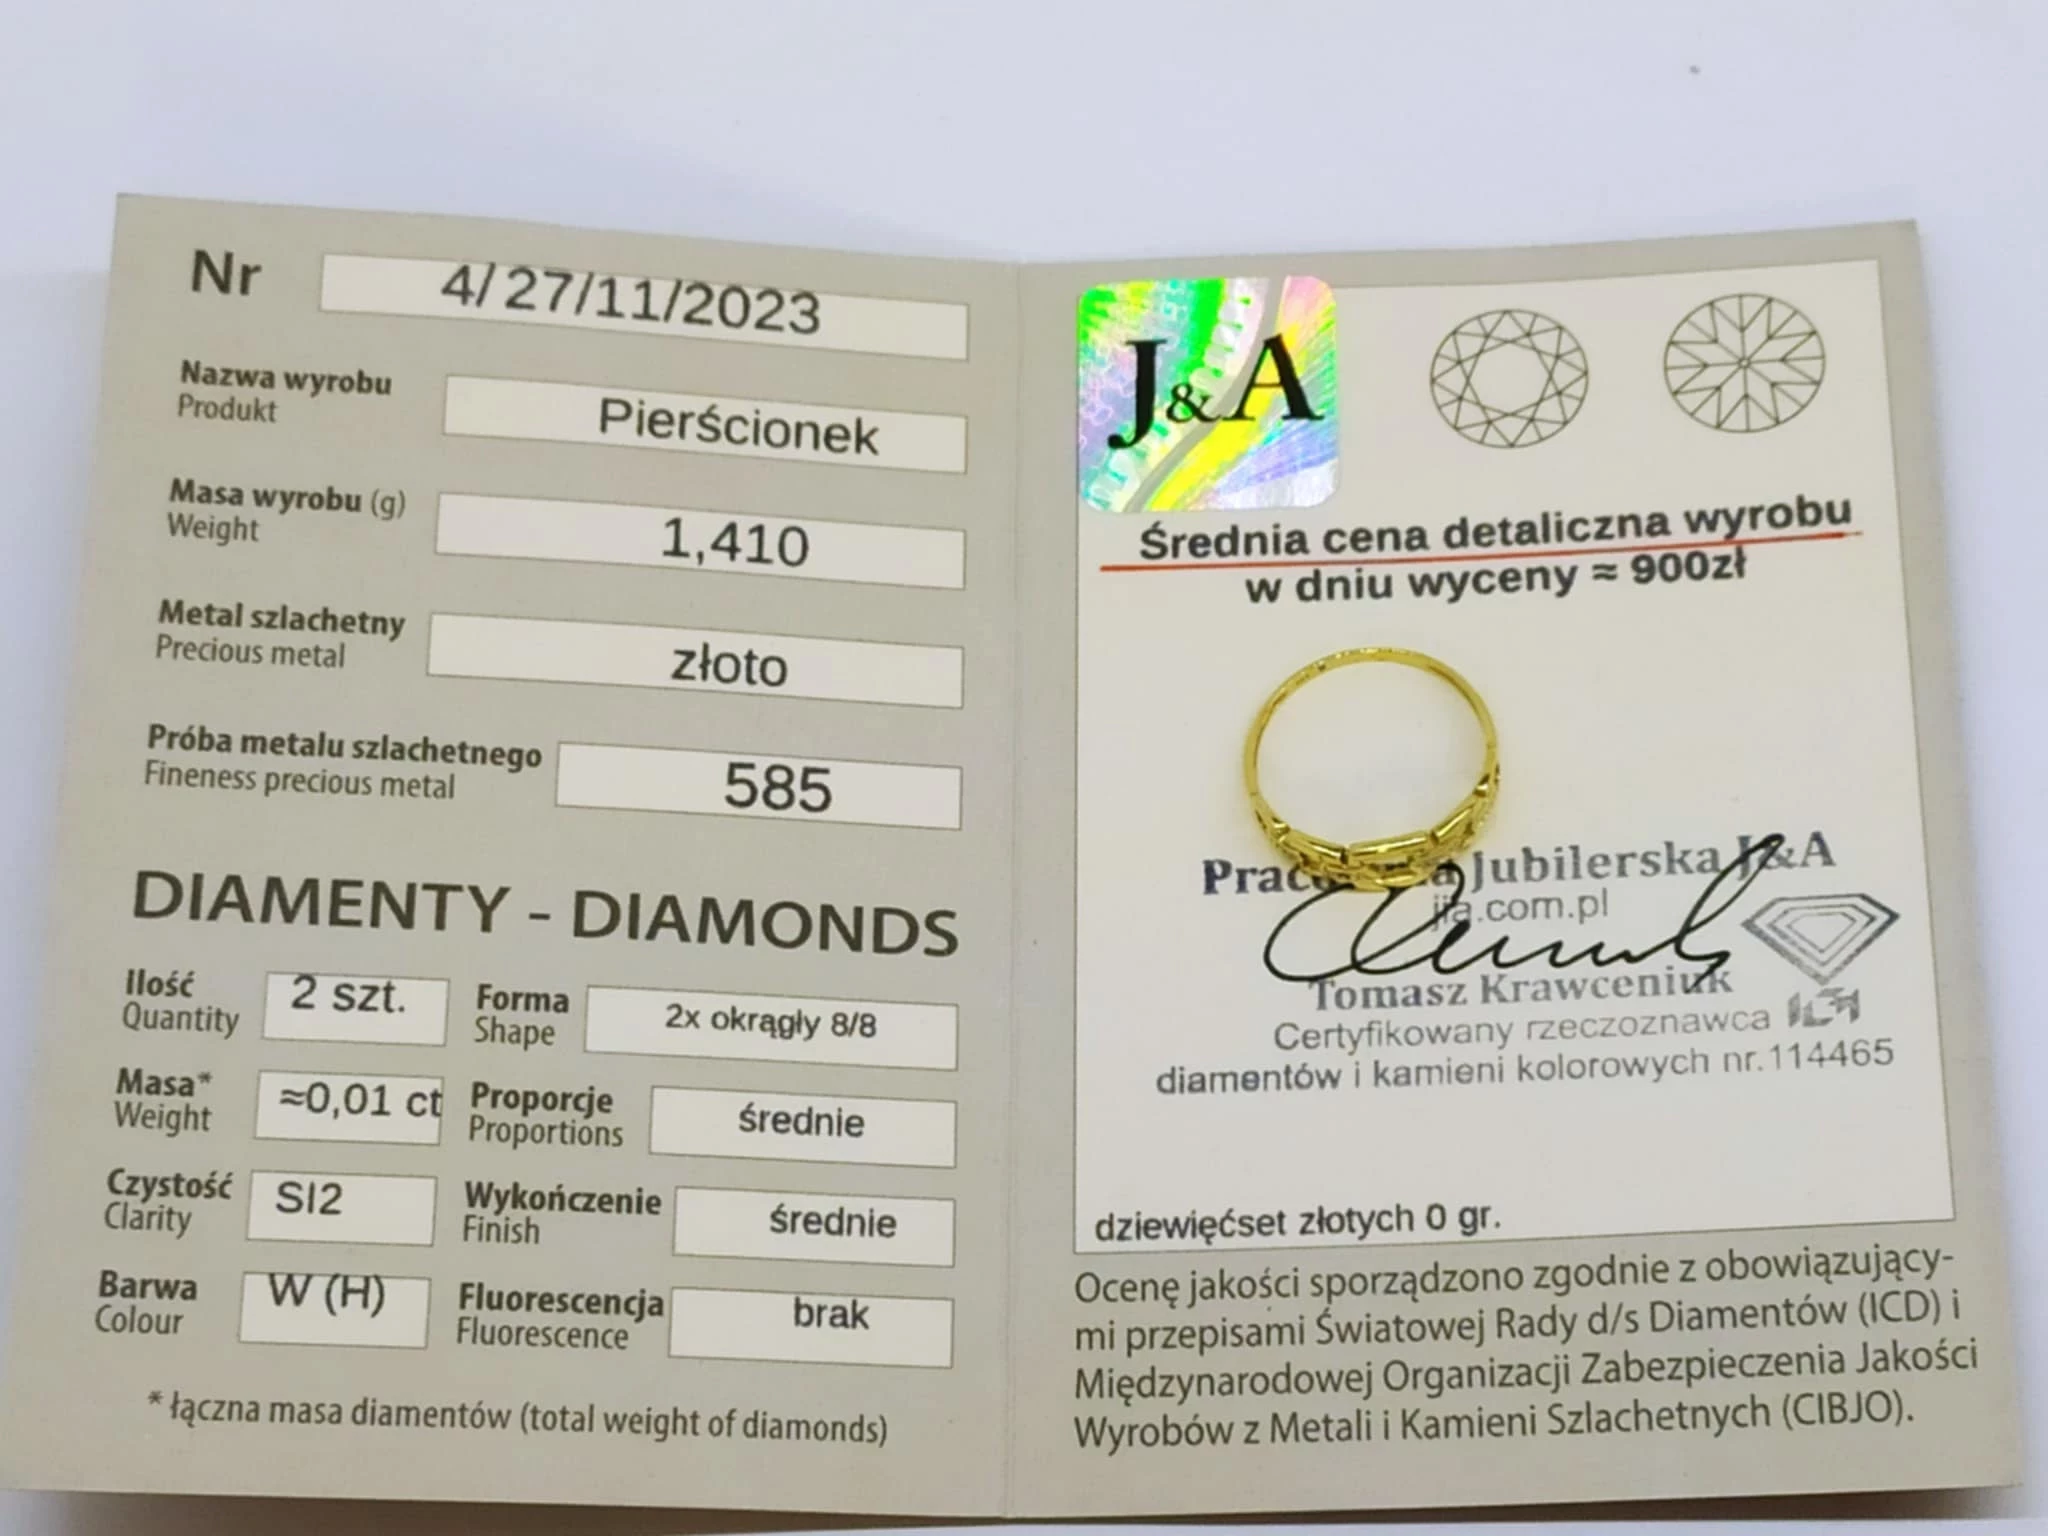 Nr 4/27/11/2023
Nazwa wyrobu
Produkt
Pierścionek
Masa wyrobu (g)
Weight
1,410
Metal szlachetny
Precious metal
złoto
Próba metalu szlachetnego
Fineness precious metal
585
DIAMENTY - DIAMONDS
Ilość
Quantity
2 szt.
Forma
Shape
2x okrągły 8/8
Masa*
Weight
≈0,01 ct
Proporcje
Proportions
średnie
Czystość
Clarity
SI2
Wykończenie
Finish
średnie
Barwa
Colour
W (H)
Fluorescencja
Fluorescence
brak
* łączna masa diamentów (total weight of diamonds)
J&A
Średnia cena detaliczna wyrobu
w dniu wyceny ≈ 900zł
Jubilerska J&A
jja.com.pl
Tomasz Krawceniuk
Certyfikowany rzeczoznawca
diamentów i kamieni kolorowych nr.114465
dziewięćset złotych 0 gr.
Ocenę jakości sporządzono zgodnie z obowiązujący-
mi przepisami Światowej Rady d/s Diamentów (ICD) i
Międzynarodowej Organizacji Zabezpieczenia Jakości
Wyrobów z Metali i Kamieni Szlachetnych (CIBJO).